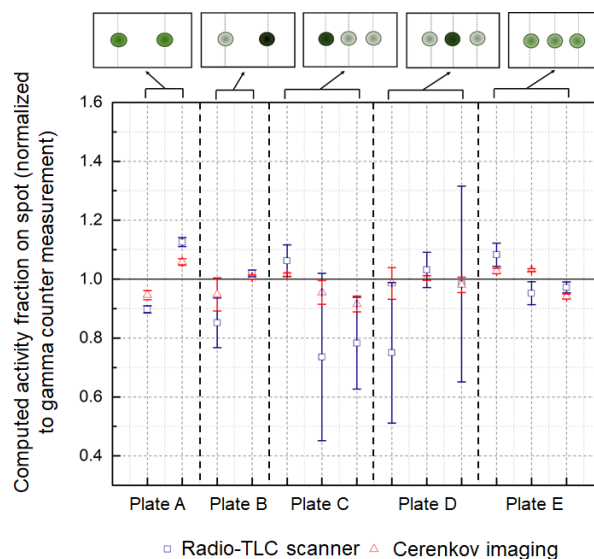 Computed activity fraction on spot (normalized
to gamma counter measurement)
1.6
1.4
1.2
1.0
0.8
0.6
0.4
Plate A Plate B Plate C Plate D Plate E
Radio-TLC scanner Cerenkov imaging